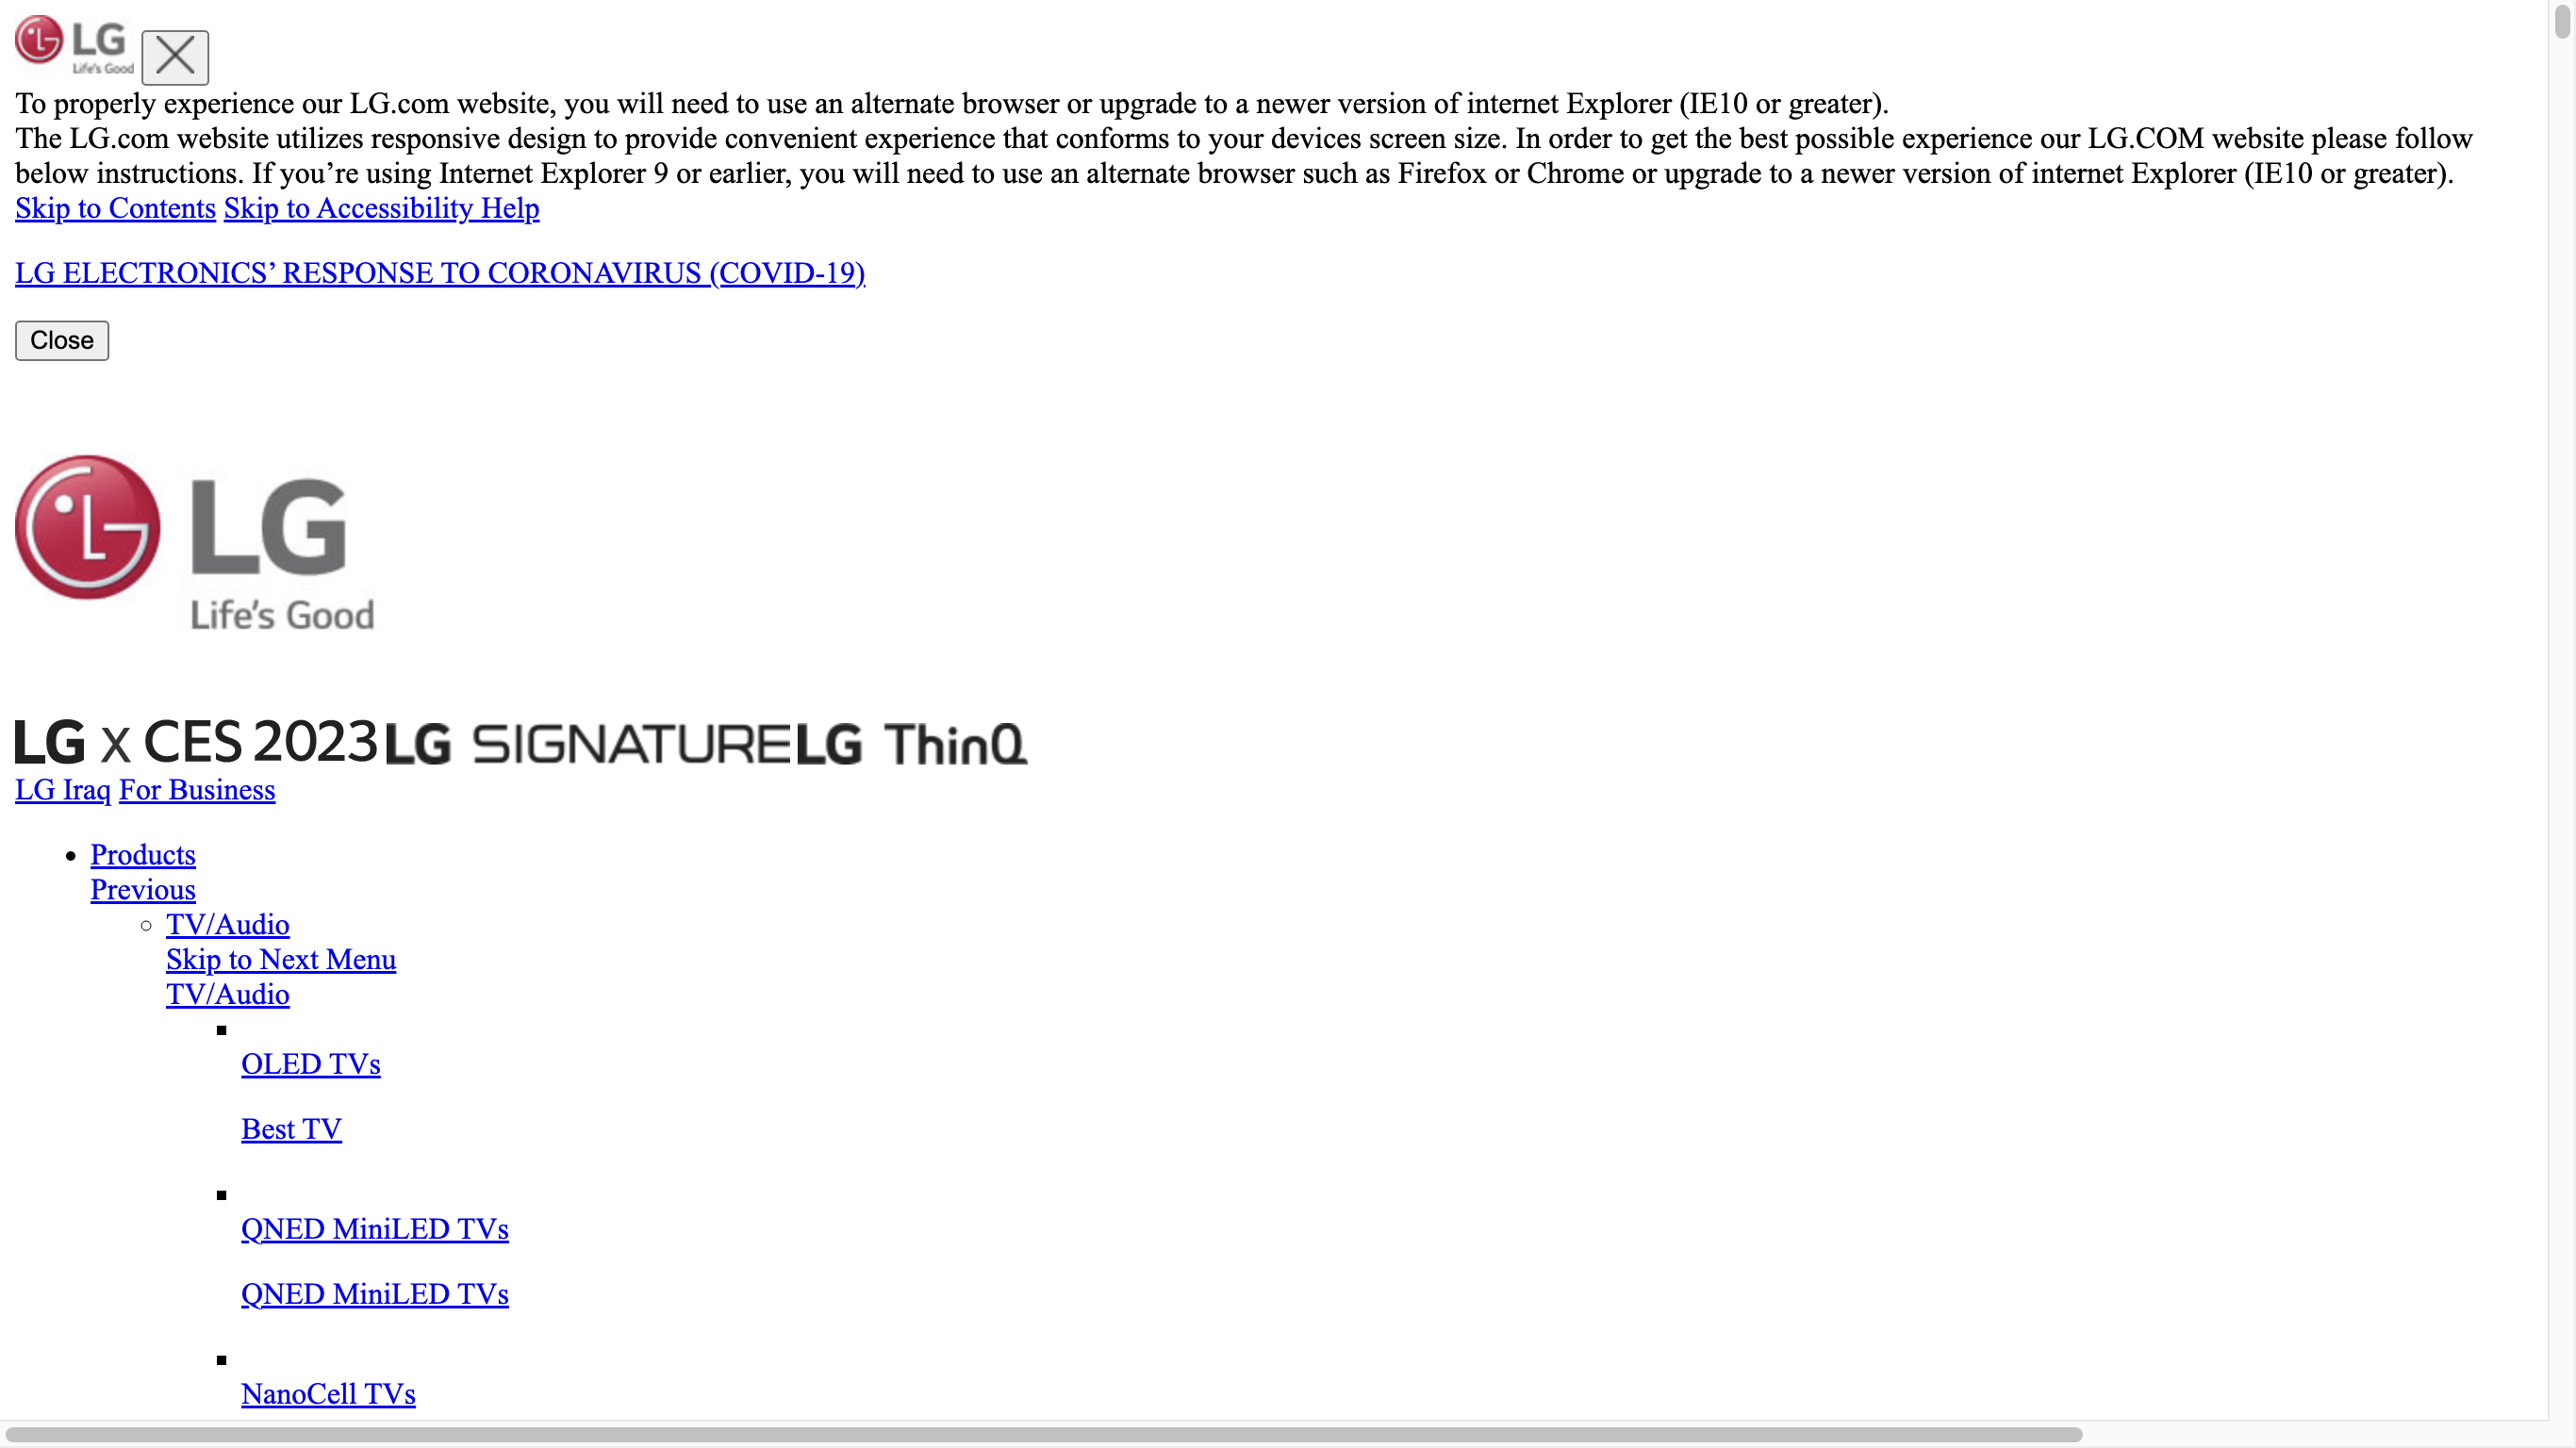 LG
Life's Good
To properly experience our LG.com website, you will need to use an alternate browser or upgrade to a newer version of internet Explorer (IE10 or greater).
The LG.com website utilizes responsive design to provide convenient experience that conforms to your devices screen size. In order to get the best possible experience our LG.COM website please follow
below instructions. If you’re using Internet Explorer 9 or earlier, you will need to use an alternate browser such as Firefox or Chrome or upgrade to a newer version of internet Explorer (IE10 or greater).
Skip to Contents Skip to Accessibility Help
LG ELECTRONICS’ RESPONSE TO CORONAVIRUS (COVID-19)
Close
LG
Life's Good
LG x CES 2023 LG SIGNATURE LG ThinQ
LG Iraq For Business
Products
Previous
TV/Audio
Skip to Next Menu
TV/Audio
OLED TVs
Best TV
QNED MiniLED TVs
QNED MiniLED TVs
NanoCell TVs